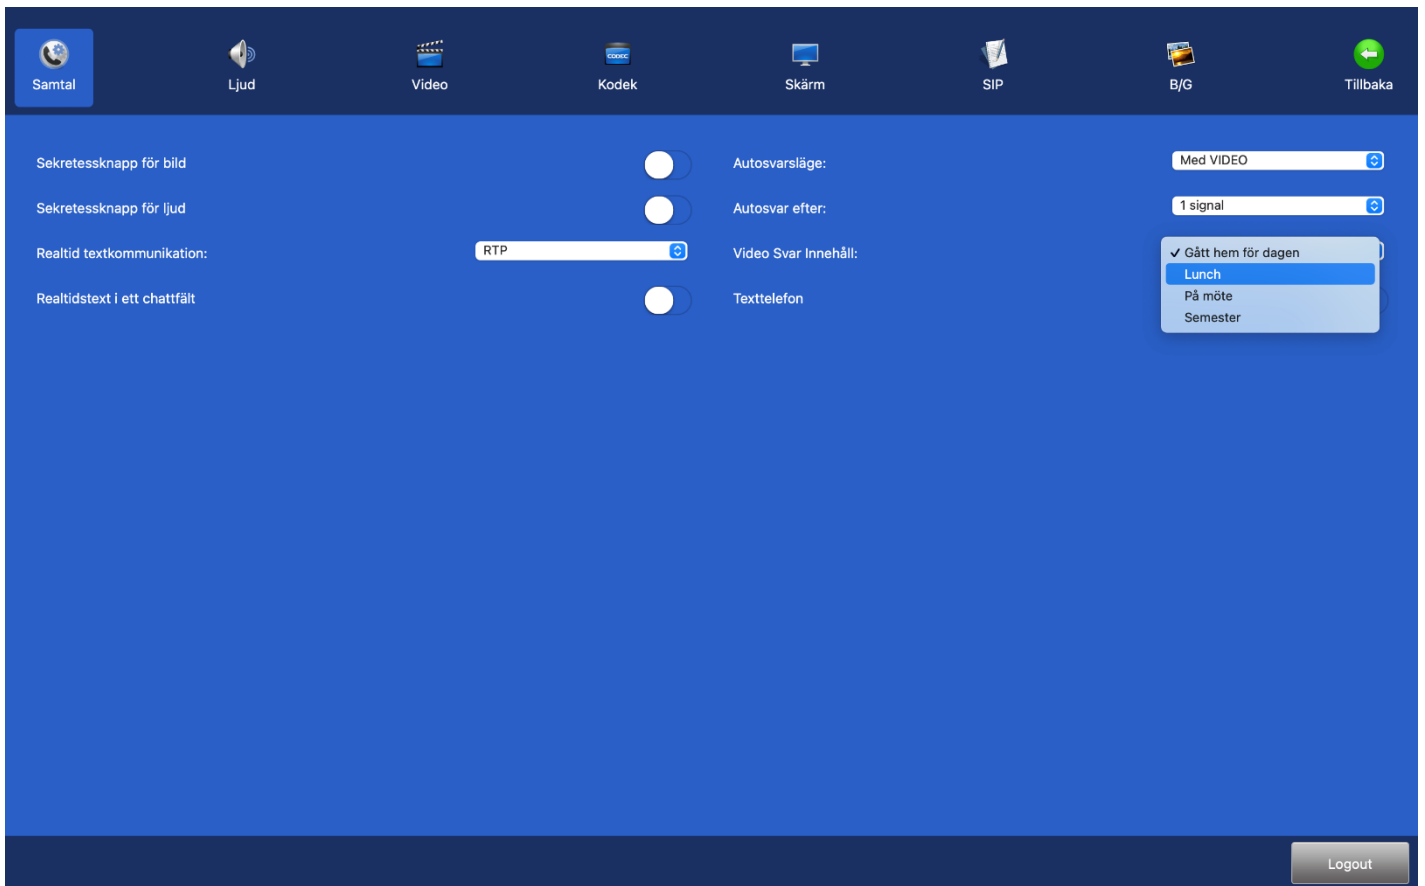 Samtal
Ljud
Video
CODEC
Kodek
Skärm
SIP
B/G
Tillbaka
Sekretessknapp för bild
Autosvarsläge:
Med VIDEO
Sekretessknapp för ljud
Autosvar efter:
1 signal
Realtid textkommunikation:
RTP
Video Svar Innehåll:
✓ Gått hem för dagen
Lunch
På möte
Semester
Realtidstext i ett chattfält
Texttelefon
Logout